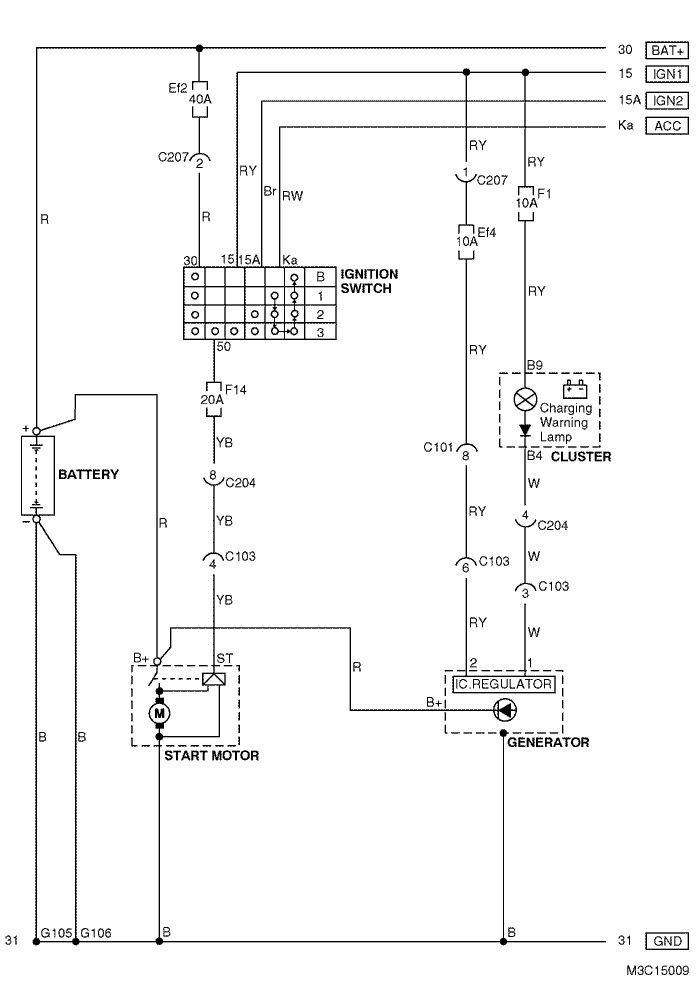 30 BAT+
15 IGN1
15A IGN2
Ka ACC
Ef2
40A
C207
2
R
R
RY
Br
RW
RY
1
C207
Ef4
10A
RY
F1
10A
RY
30 15 15A Ka
B
1
2
3
IGNITION
SWITCH
50
F14
20A
YB
8
C204
YB
C103
4
YB
RY
C101
8
RY
C103
6
RY
B9
Charging
Warning
Lamp
B4
CLUSTER
W
4
C204
W
C103
3
W
+
BATTERY
−
R
B
B
B+
ST
M
START MOTOR
R
2
1
IC.REGULATOR
B+
GENERATOR
31
G105
G106
B
B
31 GND
M3C15009